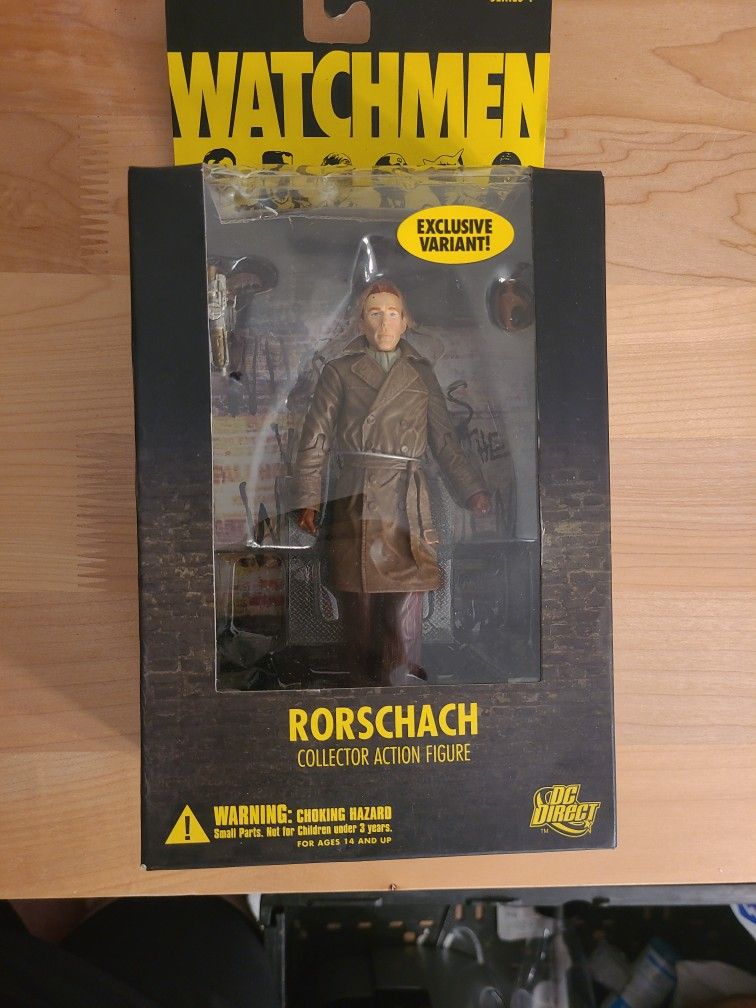 WATCHMEN
EXCLUSIVE
VARIANT!
RORSCHACH
COLLECTOR ACTION FIGURE
WARNING: CHOKING HAZARD
Small Parts. Not for Children under 3 years.
FOR AGES 14 AND UP
DC
DIRECT
TM